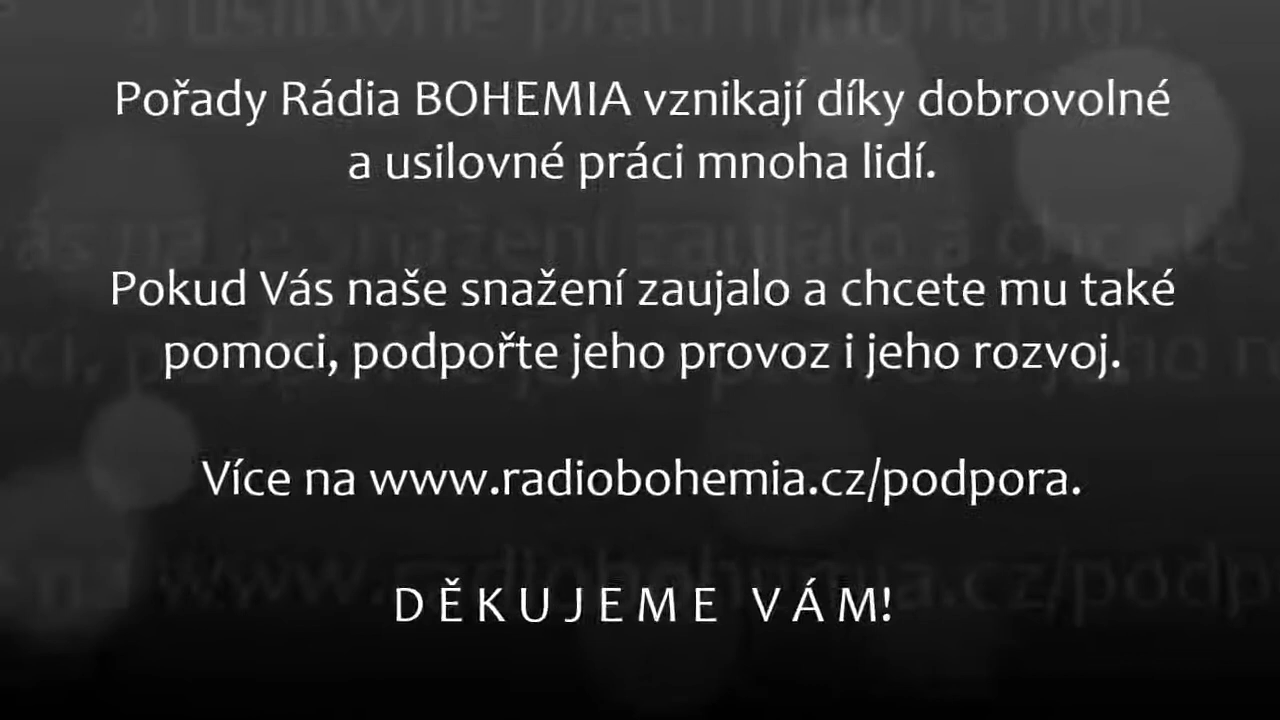 Pořady Rádia BOHEMIA vznikají díky dobrovolné
a usilovné práci mnoha lidí.
Pokud Vás naše snažení zaujalo a chcete mu také
pomoci, podpořte jeho provoz i jeho rozvoj.
Více na www.radiobohemia.cz/podpora.
D Ě K U J E M E V Á M!